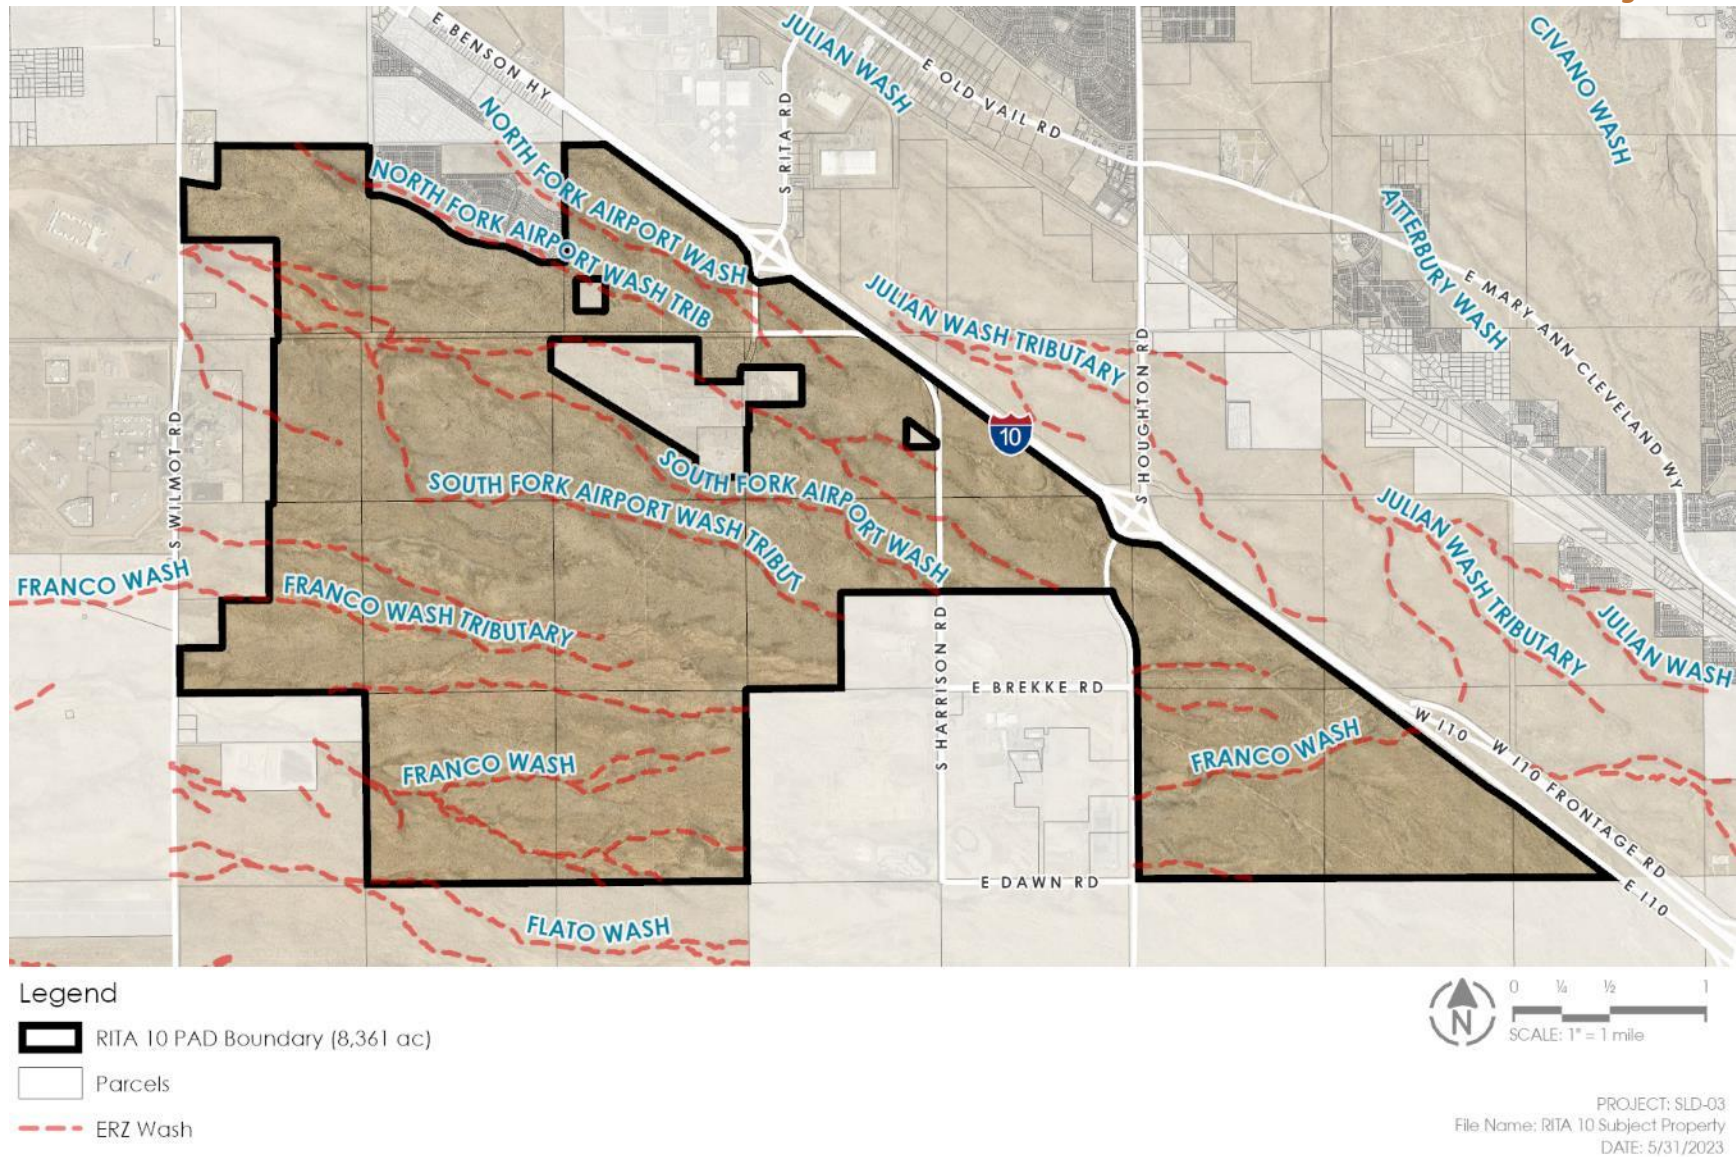 E BENSON HY
JULIAN WASH
E OLD VAIL RD
CIVANO WASH
S RITA RD
NORTH FORK AIRPORT WASH
NORTH FORK AIRPORT WASH TRIB
ATTERBURY WASH
E MARY ANN CLEVELAND WY
JULIAN WASH TRIBUTARY
S HOUGHTON RD
10
S WILMOT RD
SOUTH FORK AIRPORT WASH
SOUTH FORK AIRPORT WASH TRIBUT
JULIAN WASH TRIBUTARY
JULIAN WASH
FRANCO WASH
FRANCO WASH TRIBUTARY
S HARRISON RD
E BREKKE RD
FRANCO WASH
W I10
W I10 FRONTAGE RD
FRANCO WASH
E DAWN RD
E I10
FLATO WASH
Legend
RITA 10 PAD Boundary (8,361 ac)
Parcels
ERZ Wash
N
0 ¼ ½ 1
SCALE: 1" = 1 mile
PROJECT: SLD-03
File Name: RITA 10 Subject Property
DATE: 5/31/2023